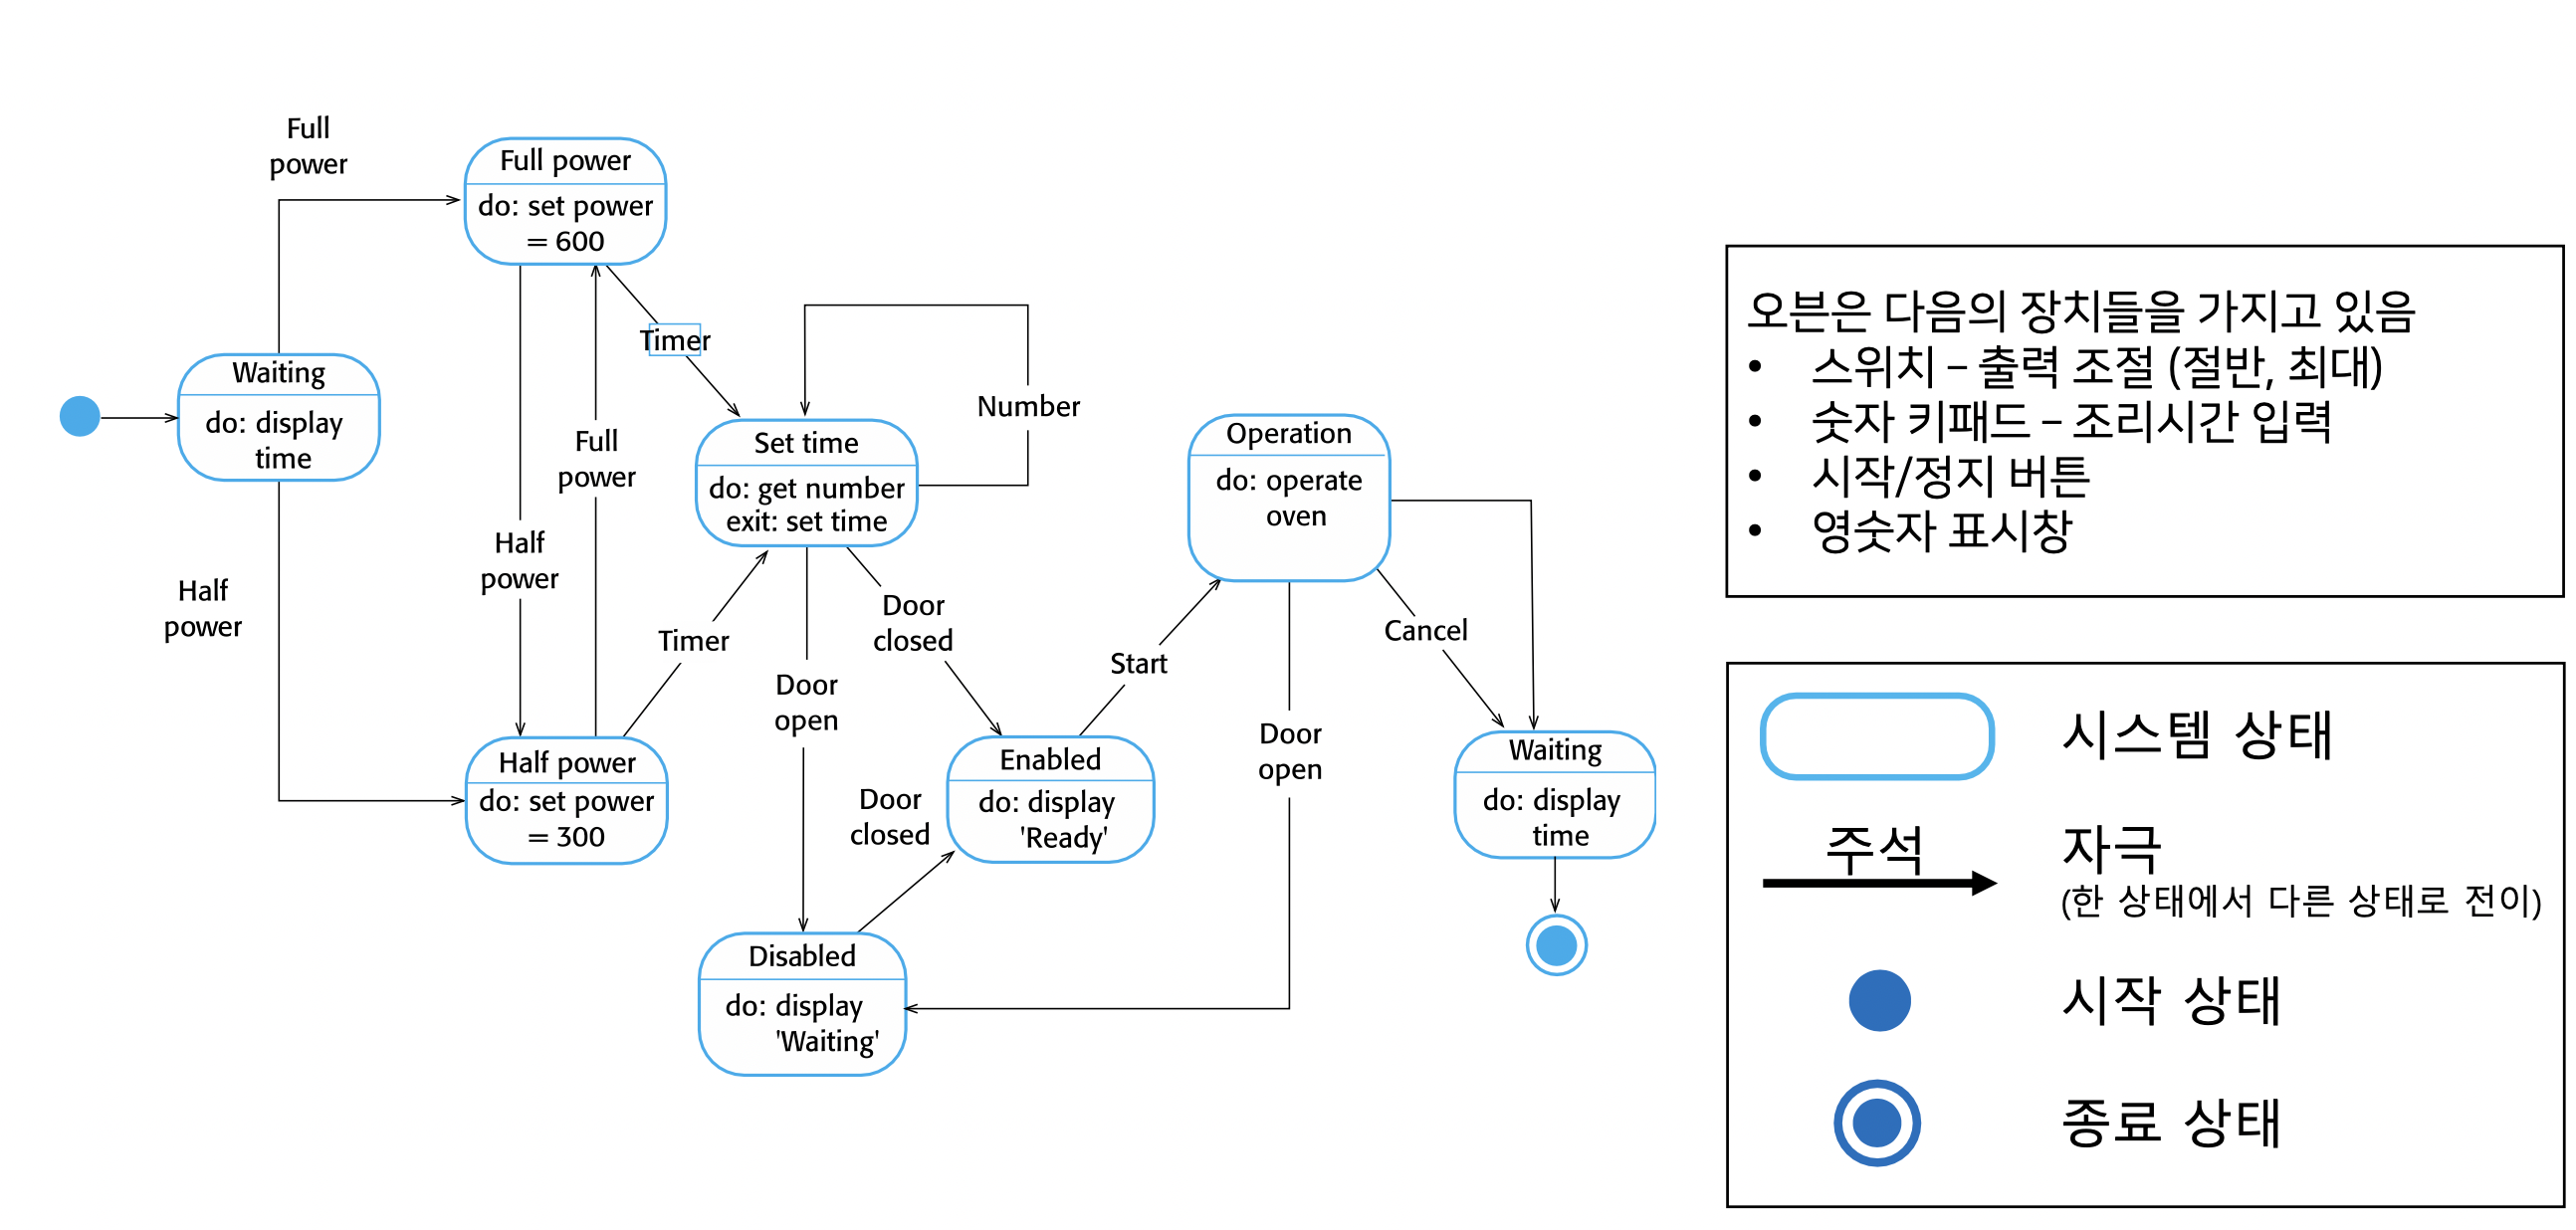 Full
power
Full power
do: set power
= 600
Timer
Waiting
do: display
time
Number
Full
power
Set time
do: get number
exit: set time
Operation
do: operate
oven
Half
power
Half
power
Timer
Door
closed
Door
open
Start
Cancel
Door
open
Half power
do: set power
= 300
Door
closed
Enabled
do: display
'Ready'
Waiting
do: display
time
Disabled
do: display
'Waiting'
오븐은 다음의 장치들을 가지고 있음
• 스위치 – 출력 조절 (절반, 최대)
• 숫자 키패드 – 조리시간 입력
• 시작/정지 버튼
• 영숫자 표시창
시스템 상태
주석
자극
(한 상태에서 다른 상태로 전이)
시작 상태
종료 상태